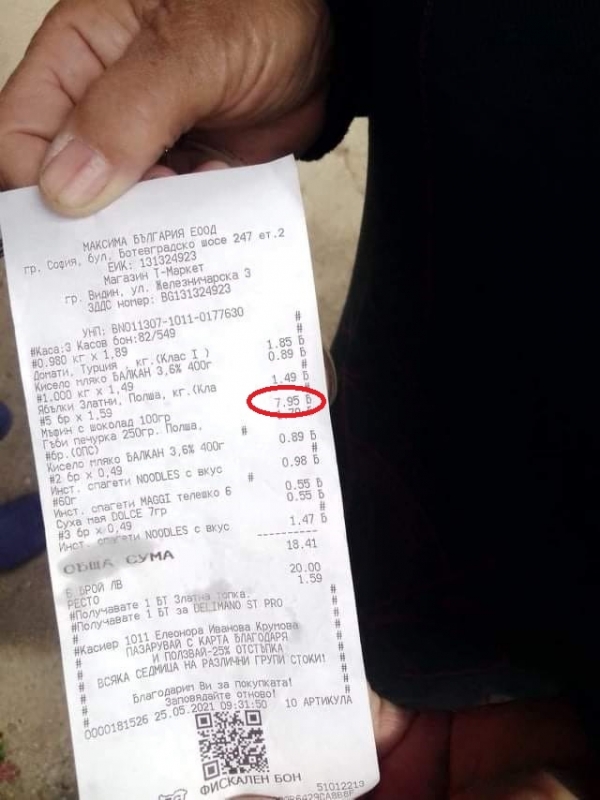 МАКСИМА БЪЛГАРИЯ ЕООД
гр. София, бул. Ботевградско шосе 247 ет.2
ЕИК: 131324923
Магазин Т-Маркет
гр. Видин, ул. Железничарска 3
ЗДДС номер: BG131324923
УНП: BN011307-1011-0177630
#Каса:3 Касов бон:82/549 #
#0.980 кг x 1.89
Домати, Турция , кг.(Клас I ) 1.85 Б
Кисело мляко БАЛКАН 3,6% 400г 0.89 Б
#1.000 кг x 1,49 #
Ябълки Златни, Полша, кг.(Кла 1.49 Б
#5 бр x 1.59 #
Мъфин с шоколад 100гр 7.95 Б
Гъби печурка 250гр. Полша,
#бр.(ОПС) #
Кисело мляко БАЛКАН 3,6% 400г 0.89 Б
#2 бр x 0,49
Инст. спагети NOODLES с вкус 0.98 Б
#60г #
Инст. спагети MAGGI телешко 6 0.55 Б
Суха мая DOLCE 7гр 0.55 Б
#3 бр x 0,49
Инст. спагети NOODLES с вкус 1.47 Б
----------
ОБЩА СУМА 18.41
В БРОЙ ЛВ 20.00
РЕСТО 1.59
#Получавате 1 БТ Златна топка. #
#Получавате 1 БТ за DELIMANO ST PRO #
# #
#Касиер 1011 Елеонора Иванова Крумова #
# ПАЗАРУВАЙ С КАРТА БЛАГОДАРЯ #
# И ПОЛЗВАЙ-25% ОТСТЪПКА #
# ВСЯКА СЕДМИЦА НА РАЗЛИЧНИ ГРУПИ СТОКИ! #
# #
# Благодарим Ви за покупката! #
# Заповядайте отново! #
0000181526 25.05.2021 09:31:50 10 АРТИКУЛА
ФИСКАЛЕН БОН